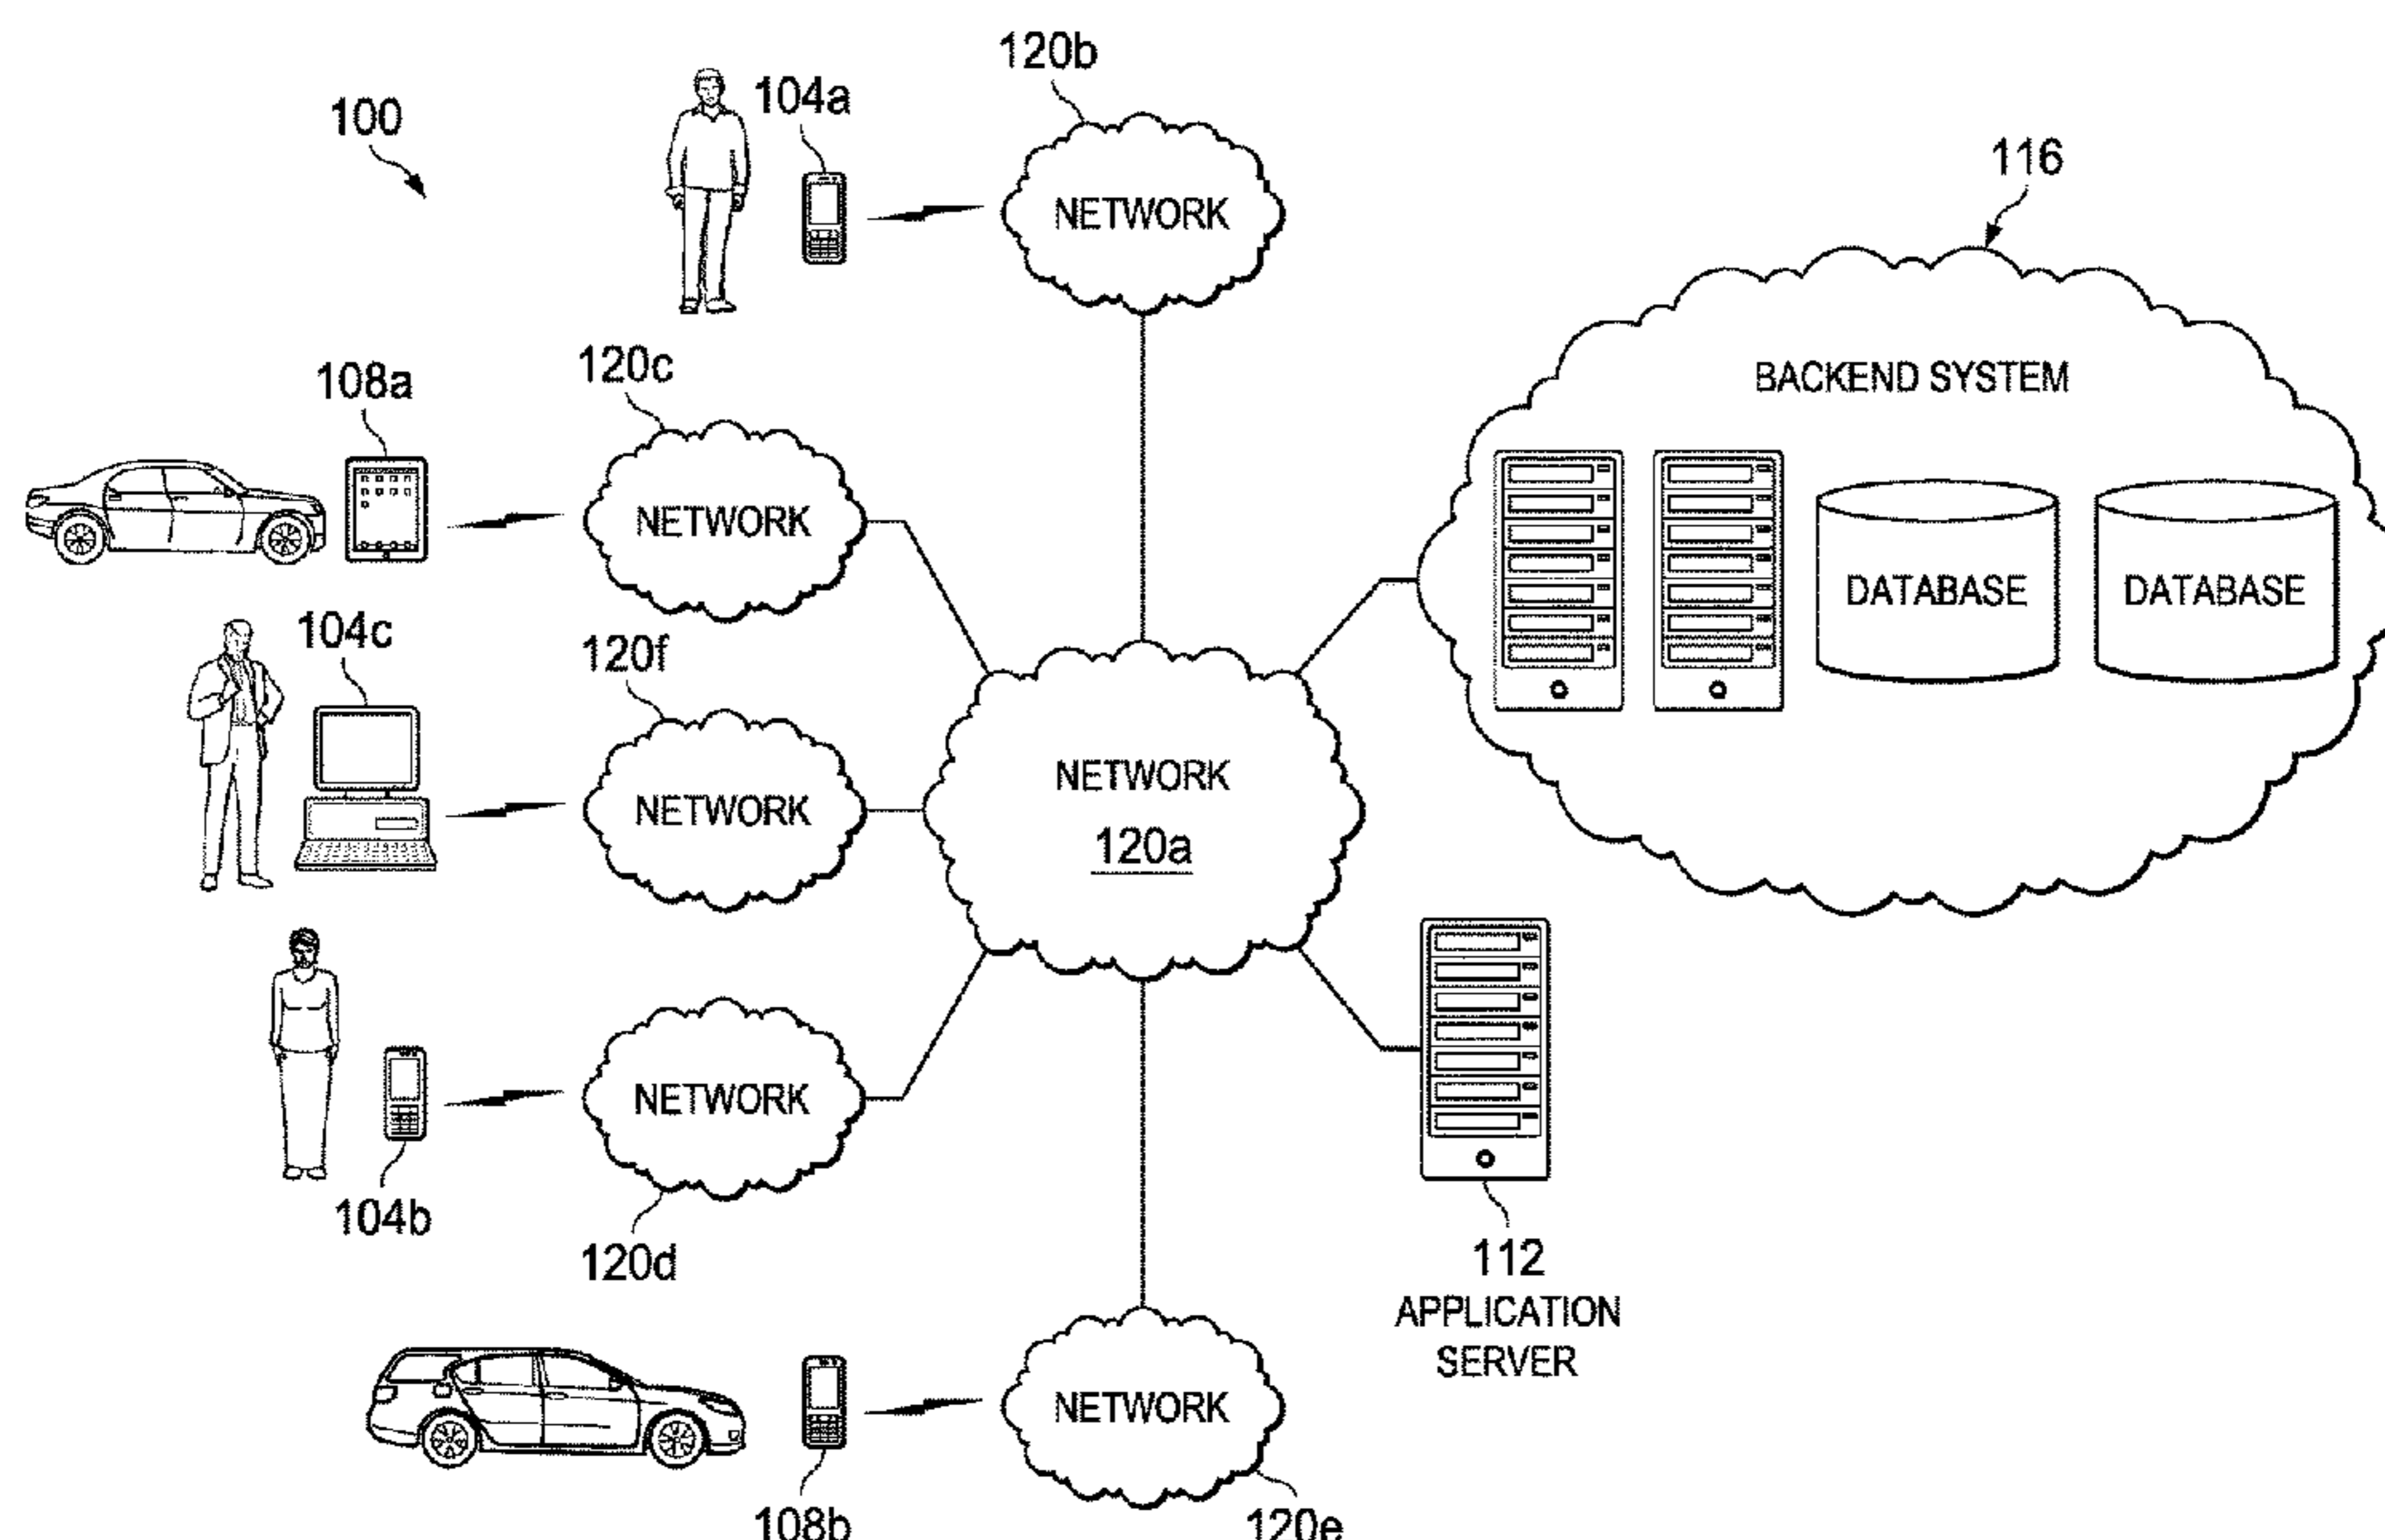 120b
104a
100
116
NETWORK
120c
108a
BACKEND SYSTEM
NETWORK
DATABASE
DATABASE
104c
120f
NETWORK
120a
NETWORK
NETWORK
104b
120d
112
APPLICATION
SERVER
NETWORK
108b
120e